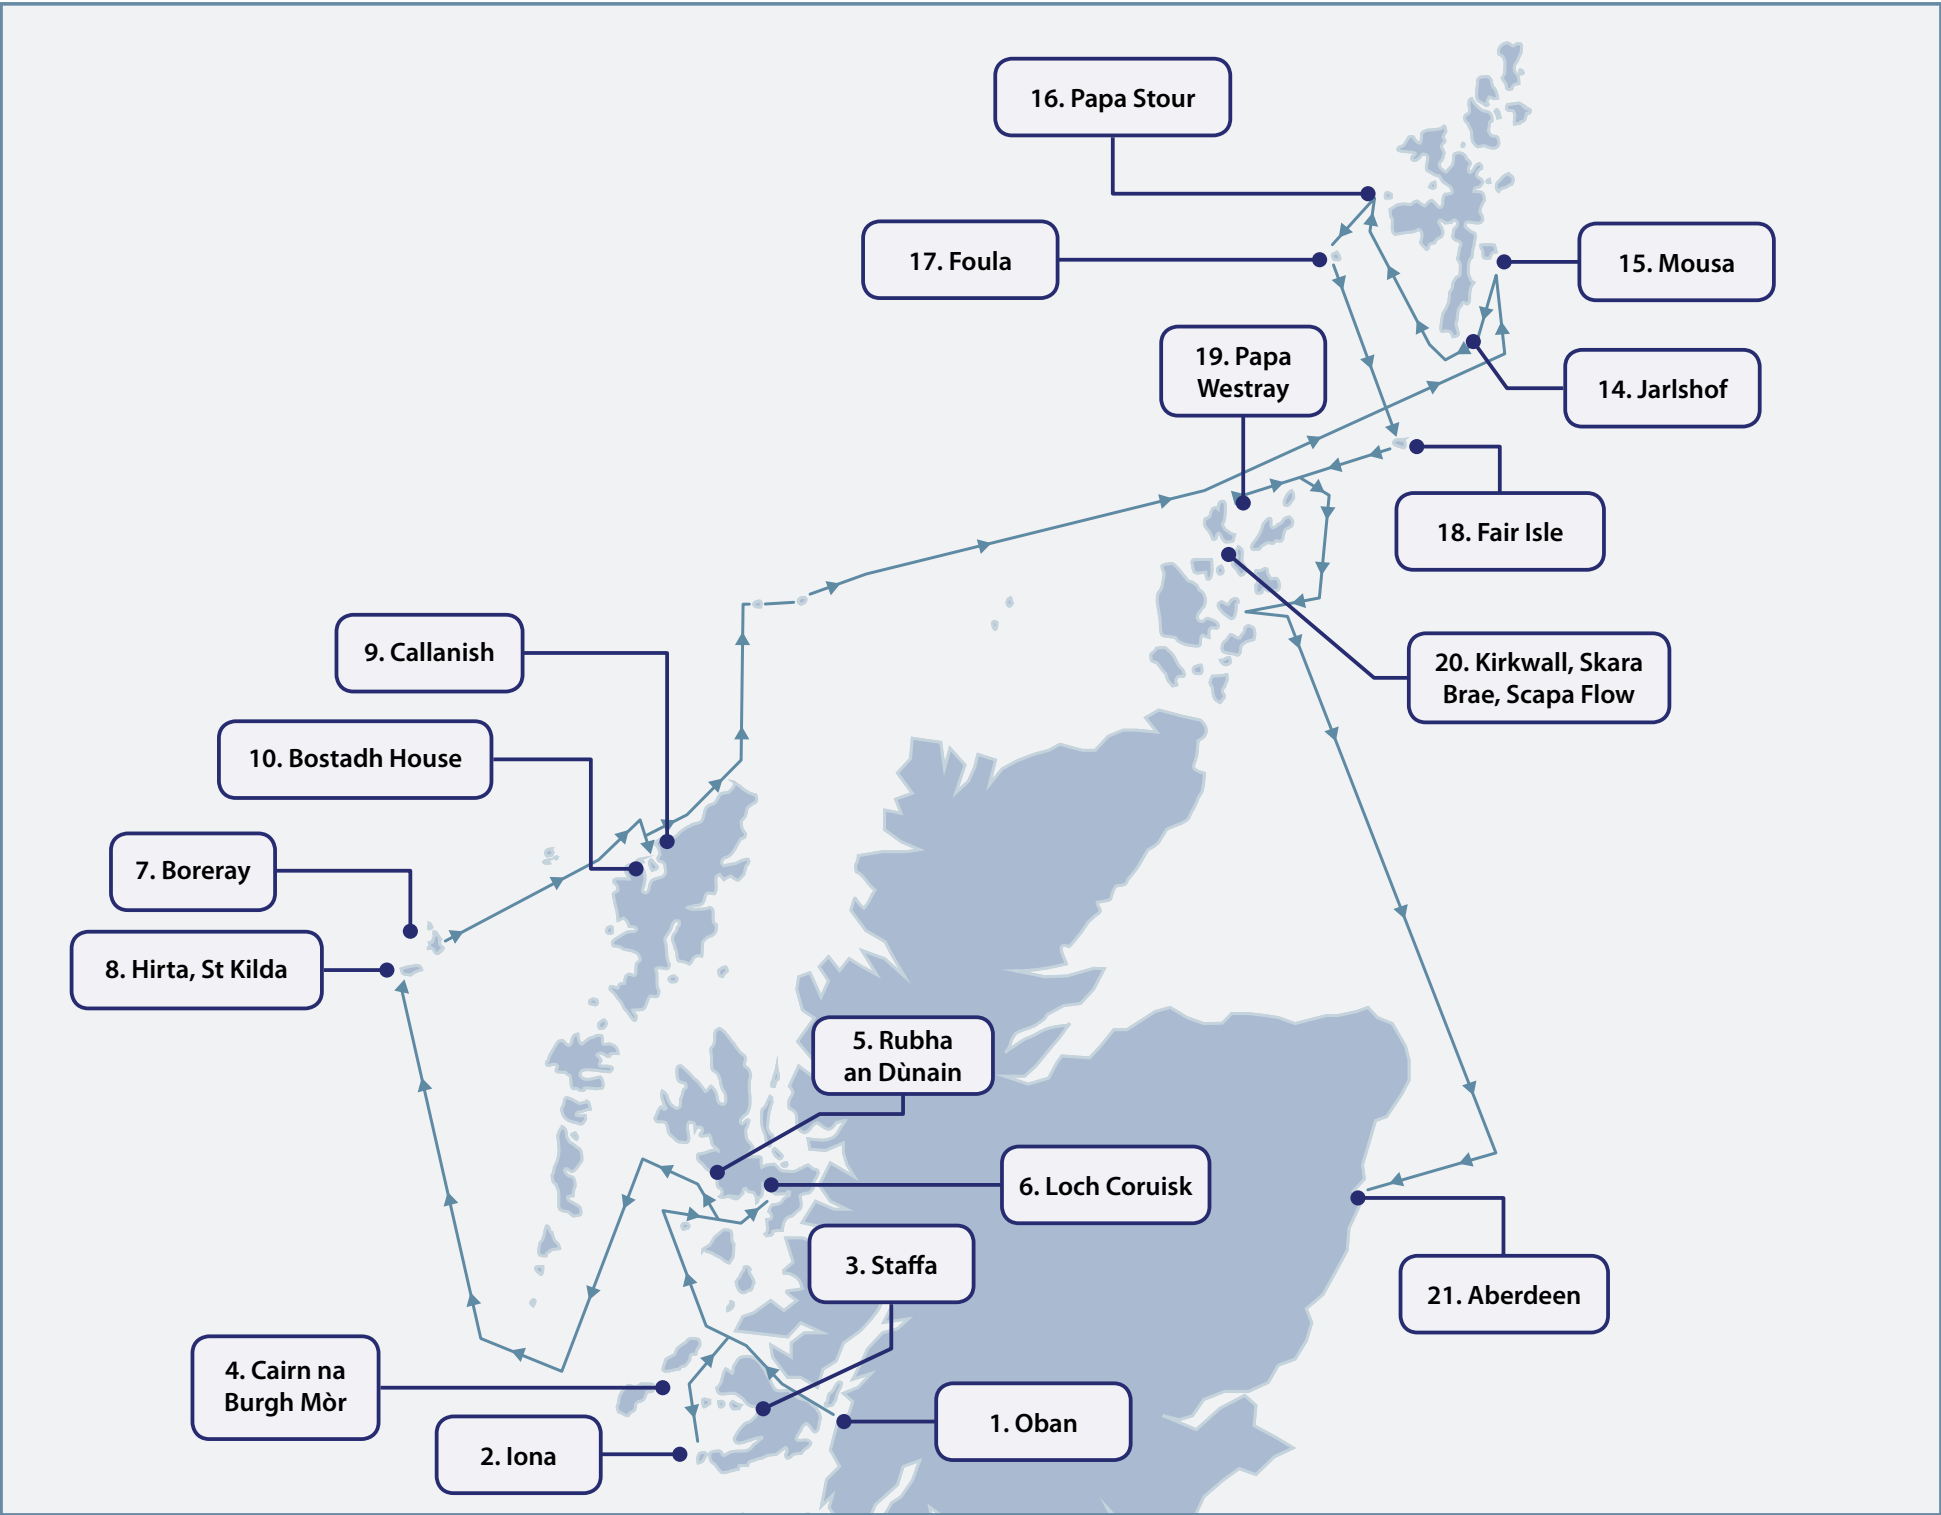 16. Papa Stour
17. Foula
15. Mousa
19. Papa
Westray
14. Jarlshof
18. Fair Isle
9. Callanish
20. Kirkwall, Skara
Brae, Scapa Flow
10. Bostadh House
7. Boreray
8. Hirta, St Kilda
5. Rubha
an Dùnain
6. Loch Coruisk
3. Staffa
21. Aberdeen
4. Cairn na
Burgh Mòr
1. Oban
2. Iona